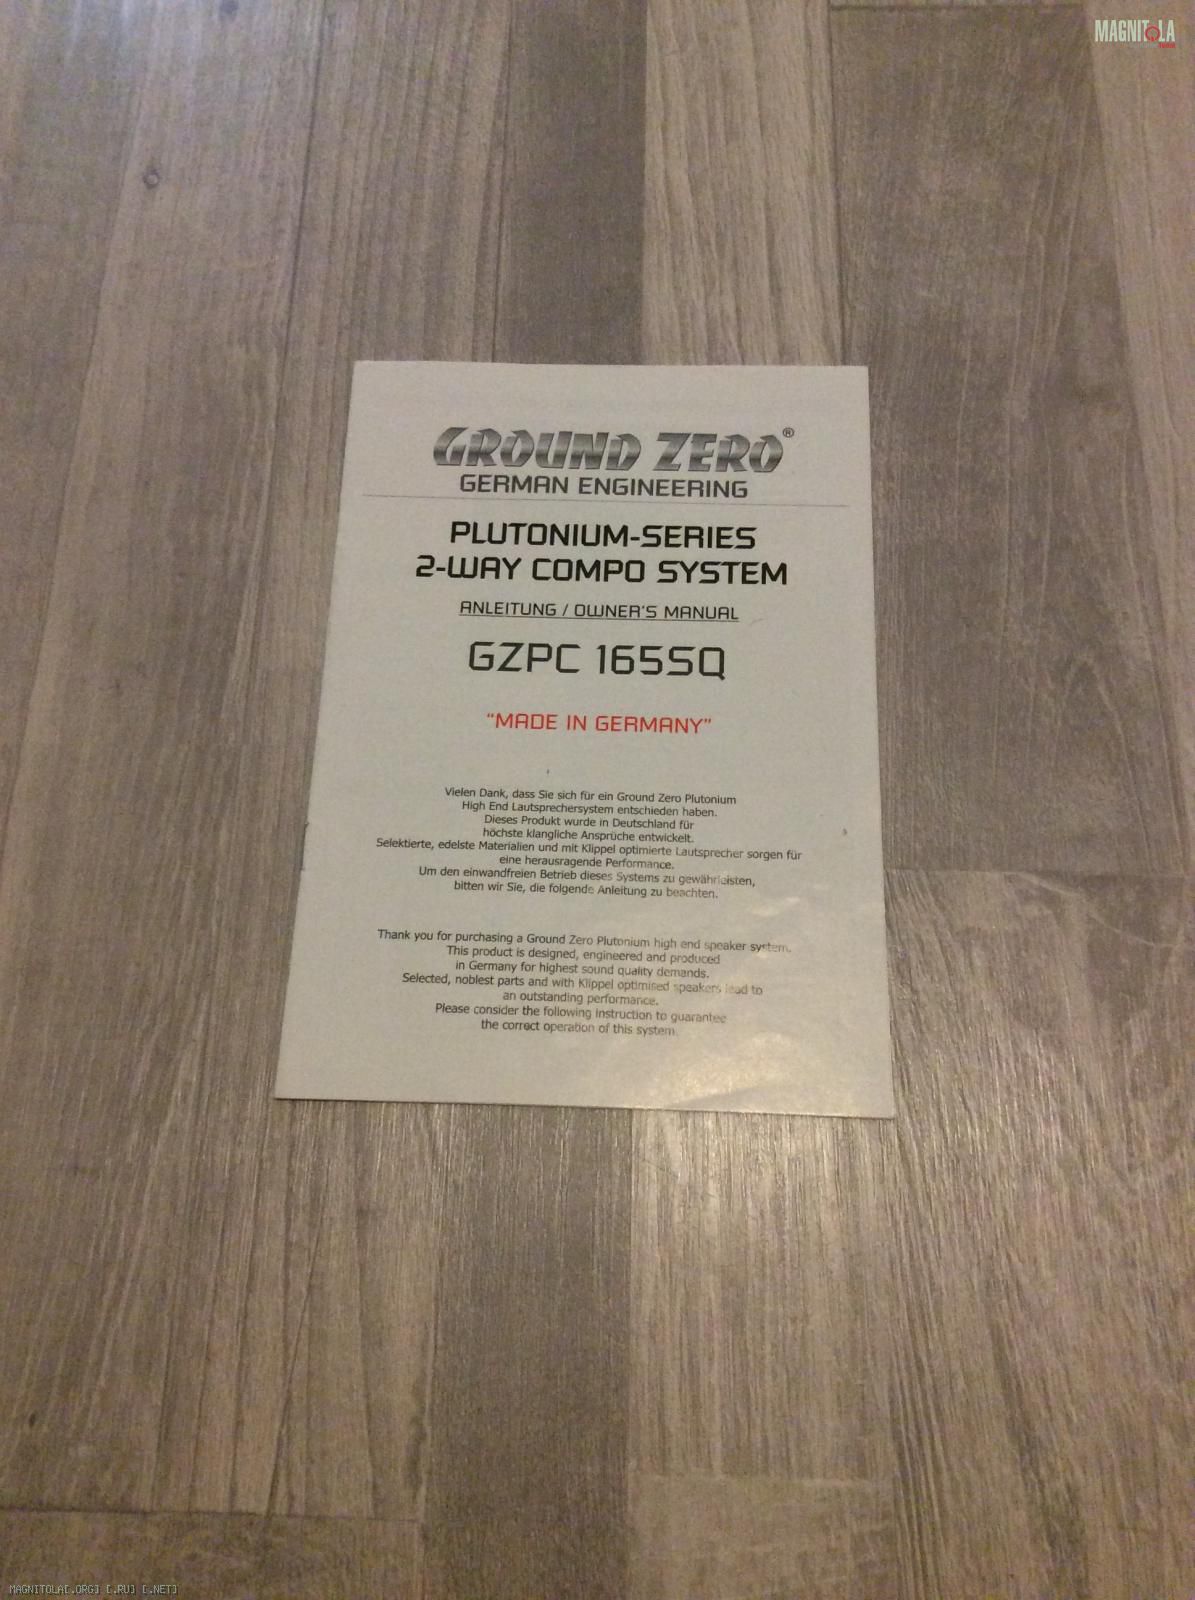 MAGNITOLA
TEAM
GROUND ZERO®
GERMAN ENGINEERING
PLUTONIUM-SERIES
2-WAY COMPO SYSTEM
ANLEITUNG / OWNER'S MANUAL
GZPC 165SQ
"MADE IN GERMANY"
Vielen Dank, dass Sie sich für ein Ground Zero Plutonium
High End Lautsprechersystem entschieden haben.
Dieses Produkt wurde in Deutschland für
höchste klangliche Ansprüche entwickelt.
Selektierte, edelste Materialien und mit Klippel optimierte Lautsprecher sorgen für
eine herausragende Performance.
Um den einwandfreien Betrieb dieses Systems zu gewährleisten,
bitten wir Sie, die folgende Anleitung zu beachten.
Thank you for purchasing a Ground Zero Plutonium high end speaker system.
This product is designed, engineered and produced
in Germany for highest sound quality demands.
Selected, noblest parts and with Klippel optimised speakers lead to
an outstanding performance.
Please consider the following instruction to guarantee
the correct operation of this system.
MAGNITOLA[.ORG] [.RU] [.NET]